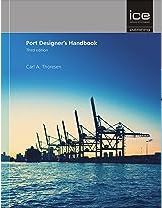 ice
publishing
Port Designer's Handbook
Third edition
Carl A. Thoresen